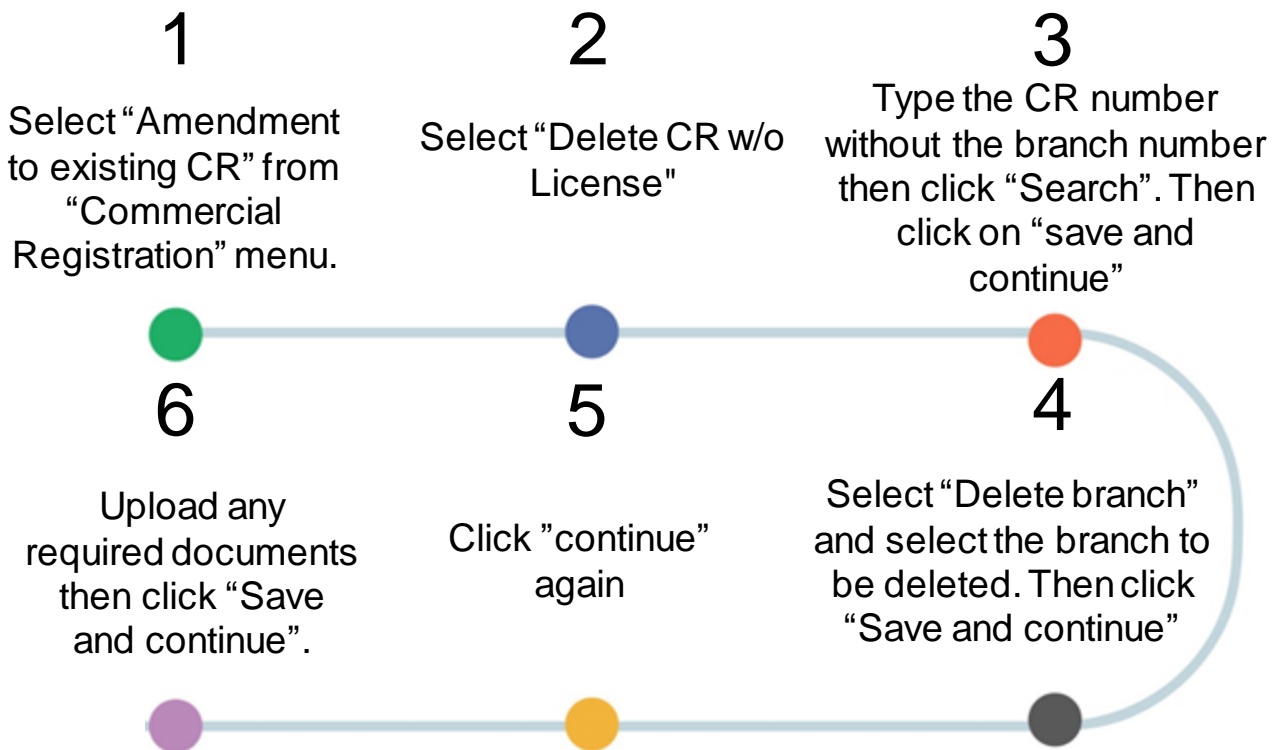 1
Select “Amendment
to existing CR” from
“Commercial
Registration” menu.
2
Select “Delete CR w/o
License"
3
Type the CR number
without the branch number
then click “Search”. Then
click on “save and
continue”
4
Select “Delete branch”
and select the branch to
be deleted. Then click
“Save and continue”
5
Click ”continue”
again
6
Upload any
required documents
then click “Save
and continue”.